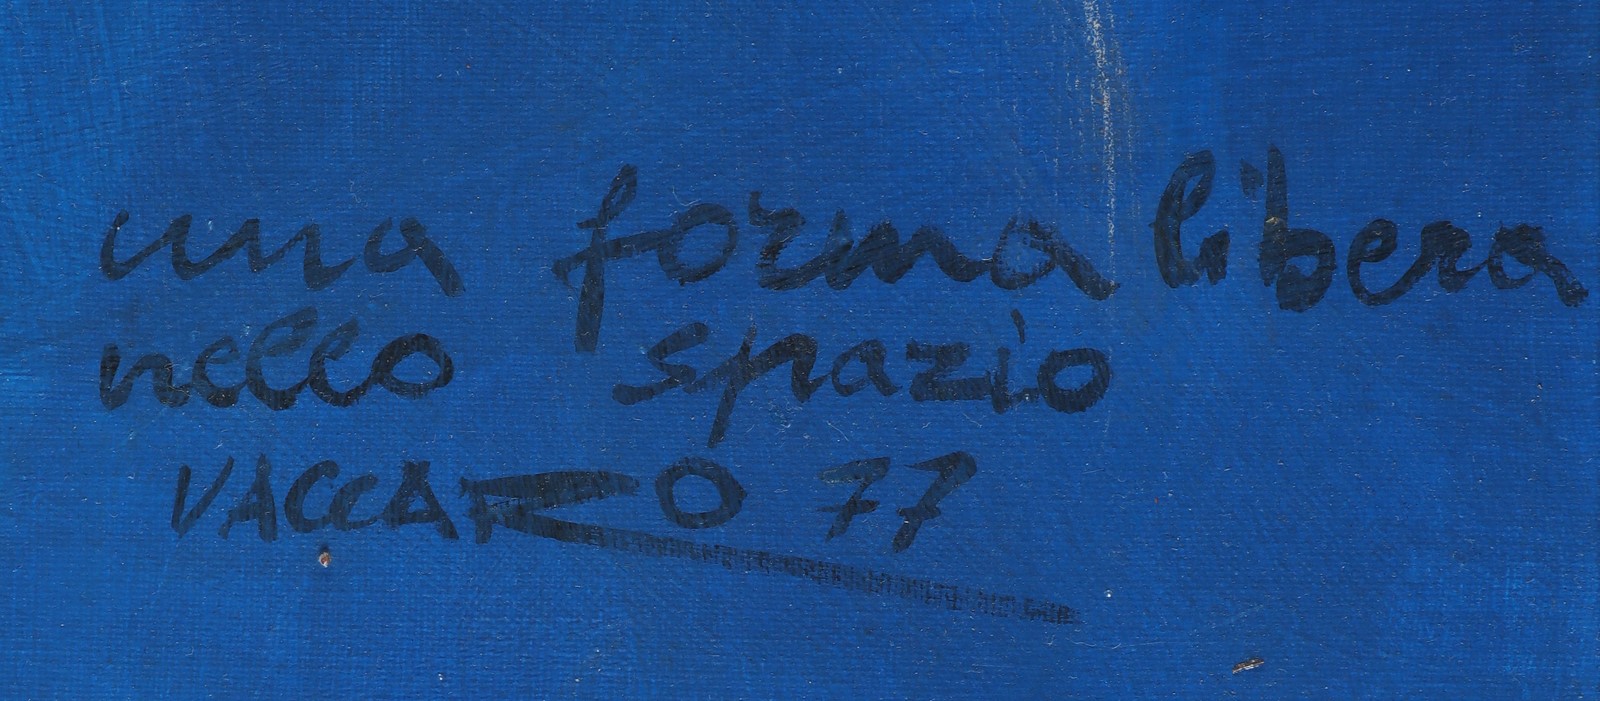 una forma libera
nello spazio
VACCARO 77